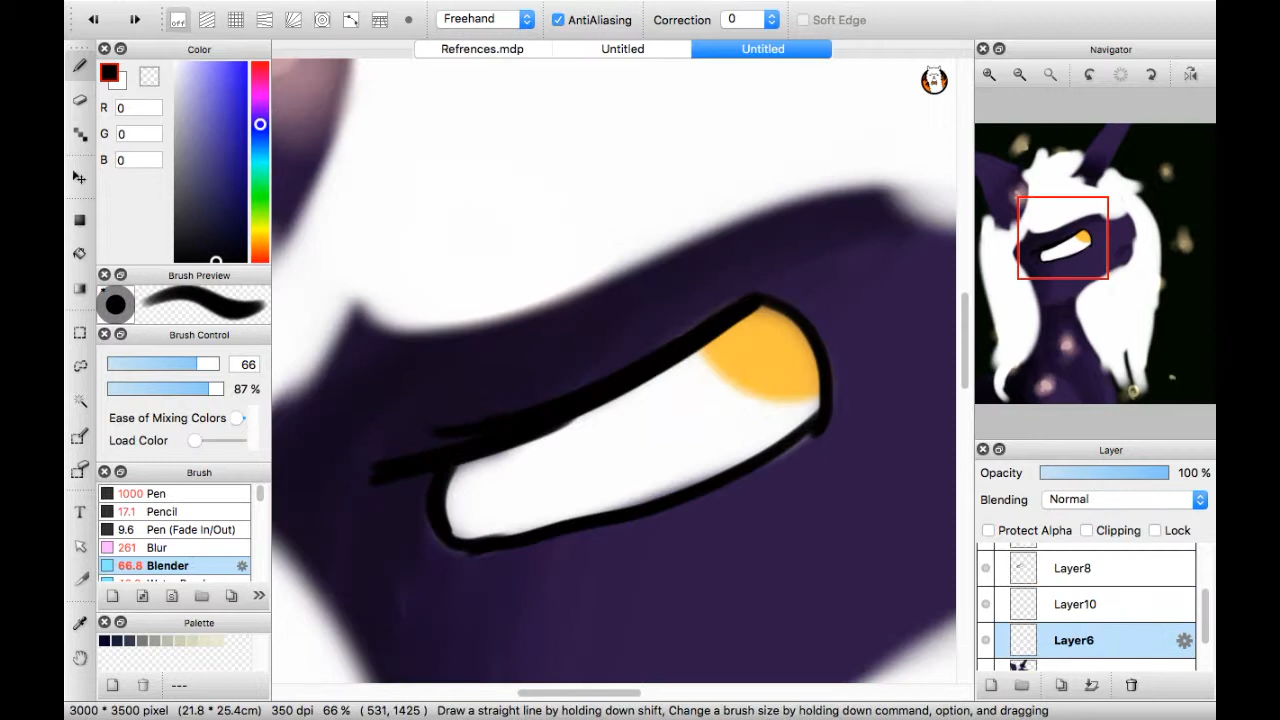 off
Freehand
AntiAliasing
Correction
0
Soft Edge
Color
Refrences.mdp
Untitled
Untitled
Navigator
R 0
G 0
B 0
Brush Preview
Brush Control
66
87 %
Ease of Mixing Colors
Load Color
Brush
1000 Pen
17.1 Pencil
9.6 Pen (Fade In/Out)
261 Blur
66.8 Blender
Palette
---
Layer
Opacity 100 %
Blending Normal
Protect Alpha Clipping Lock
Layer8
Layer10
Layer6
T
3000 * 3500 pixel (21.8 * 25.4cm) 350 dpi 66 % ( 531, 1425 ) Draw a straight line by holding down shift, Change a brush size by holding down command, option, and dragging